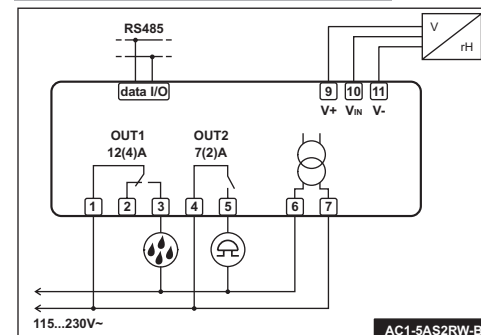 RS485
V
rH
data I/O
9 10 11
V+ VIN V-
OUT1 OUT2
12(4)A 7(2)A
1 2 3 4 5 6 7
115...230V~
AC1-5AS2RW-B